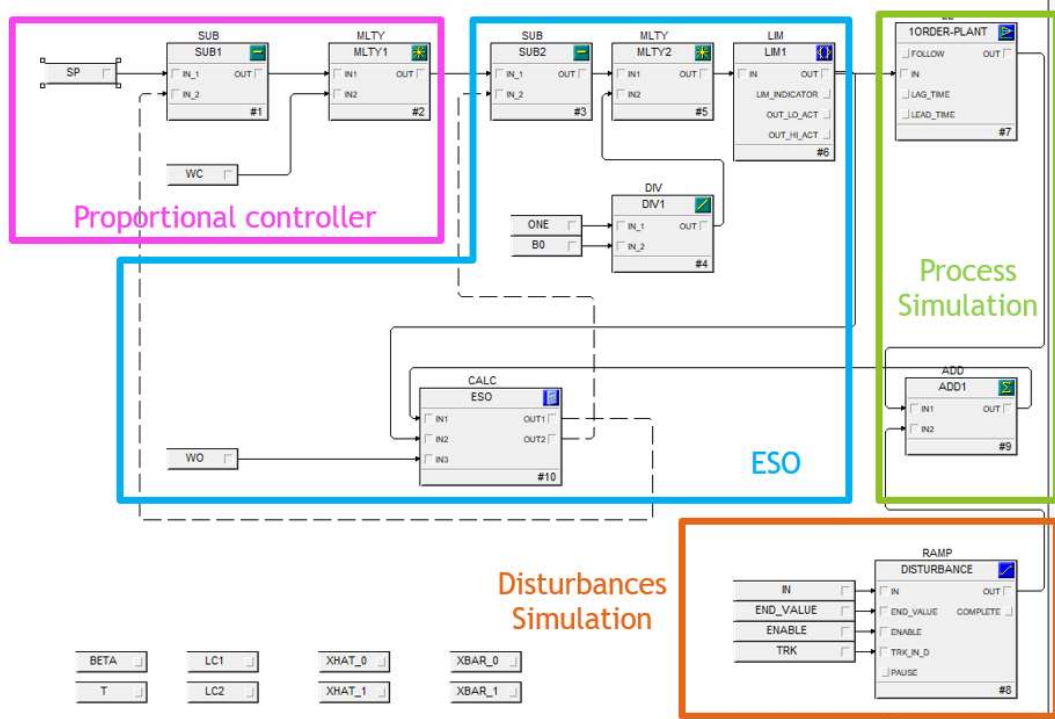 SUB
SUB1
IN_1
OUT
IN_2
#1
MLTY
MLTY1
IN1
OUT
IN2
#2
SP
WC
Proportional controller
SUB
SUB2
IN_1
OUT
IN_2
#3
MLTY
MLTY2
IN1
OUT
IN2
#5
LIM
LIM1
IN
OUT
LIM_INDICATOR
OUT_LO_ACT
OUT_HI_ACT
#6
1ORDER-PLANT
FOLLOW
OUT
IN
LAG_TIME
LEAD_TIME
#7
DIV
DIV1
IN_1
OUT
IN_2
#4
ONE
B0
Process
Simulation
CALC
ESO
IN1
OUT1
IN2
OUT2
IN3
#10
WO
ESO
ADD
ADD1
IN1
OUT
IN2
#9
Disturbances
Simulation
IN
END_VALUE
ENABLE
TRK
RAMP
DISTURBANCE
IN
OUT
END_VALUE
COMPLETE
ENABLE
TRK_IN_D
PAUSE
#8
BETA
LC1
XHAT_0
XBAR_0
T
LC2
XHAT_1
XBAR_1